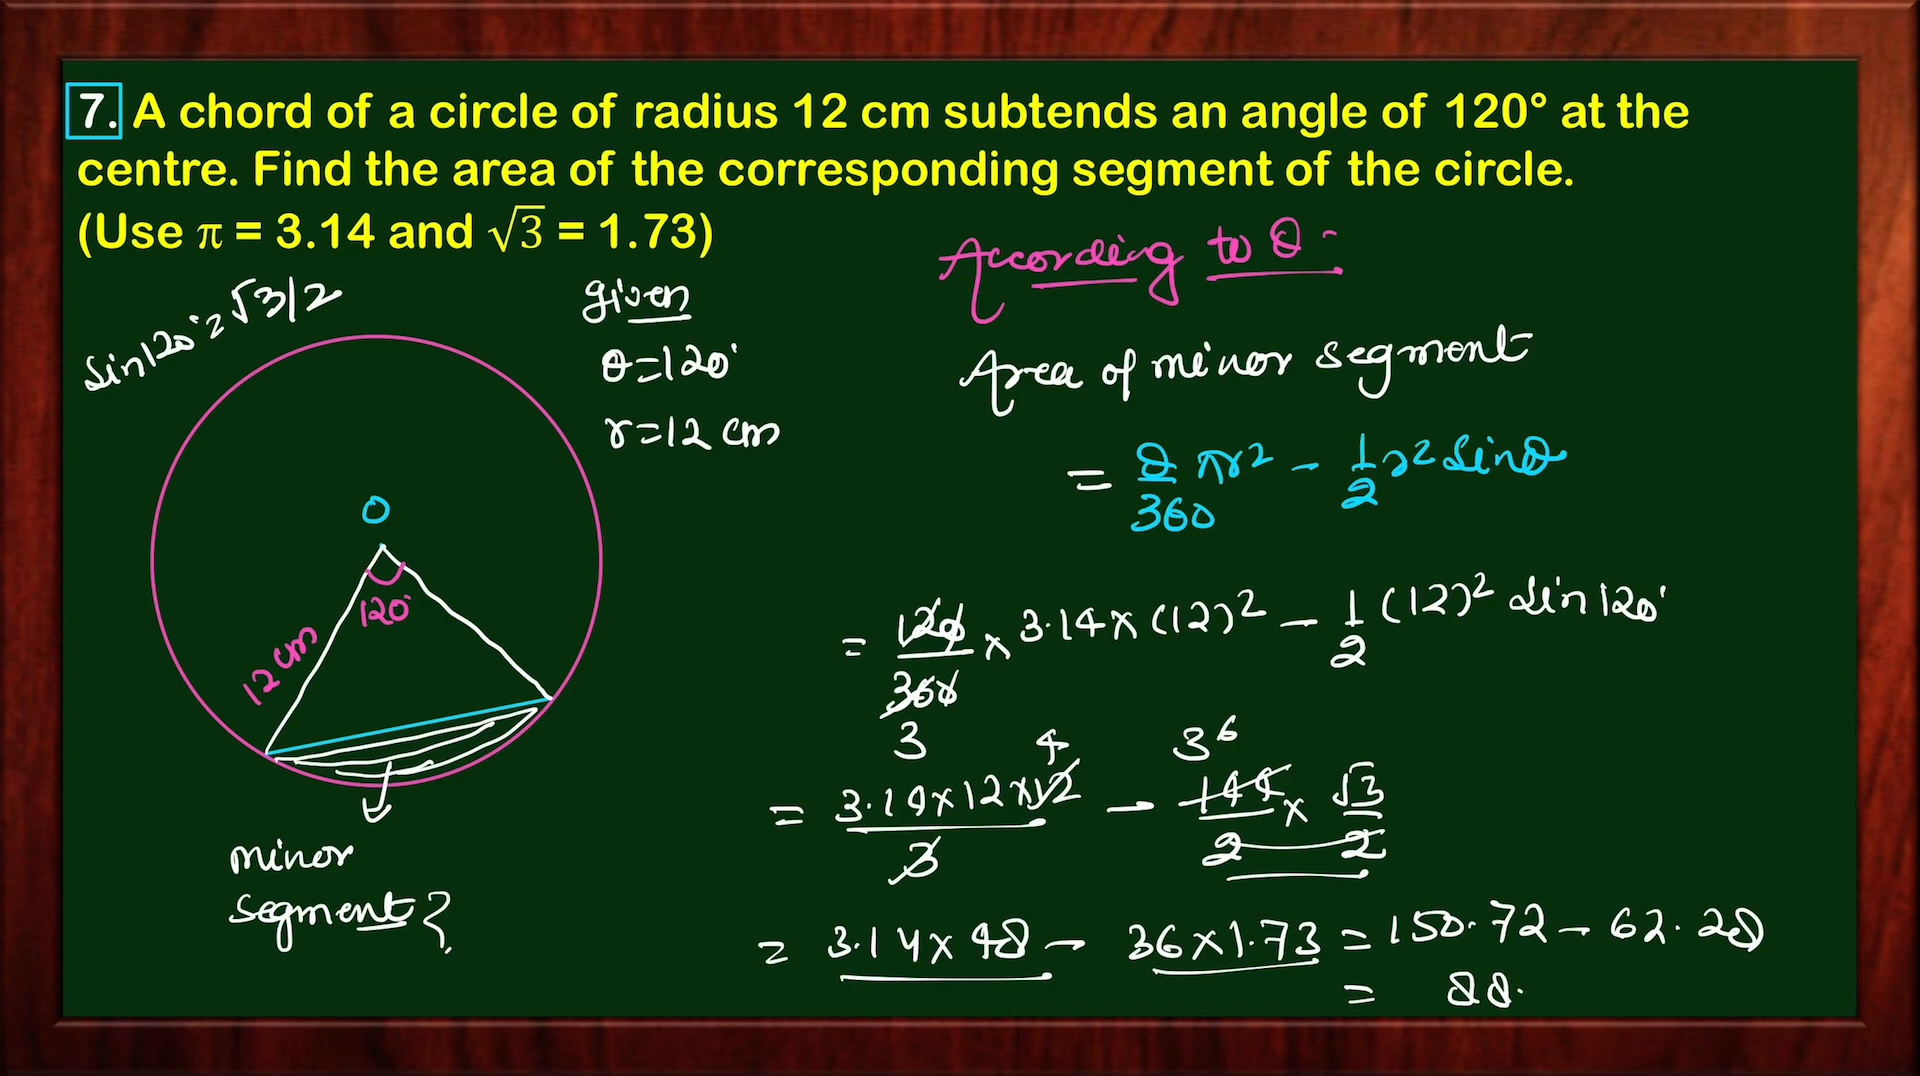 7. A chord of a circle of radius 12 cm subtends an angle of 120° at the
centre. Find the area of the corresponding segment of the circle.
(Use π = 3.14 and √3 = 1.73)
sin120° = √3/2
given
θ=120°
r=12 cm
O
120°
12 cm
minor
segment?
According to Q -
Area of minor segment
= θ/360 πr² - 1/2 r² sinθ
= 120/360 × 3.14 × (12)² - 1/2 (12)² sin 120°
3
4
36
= 3.14×12×12/3 - 144/2 × √3/2
= 3.14 × 48 - 36×1.73 = 150.72 - 62.28
= 88.